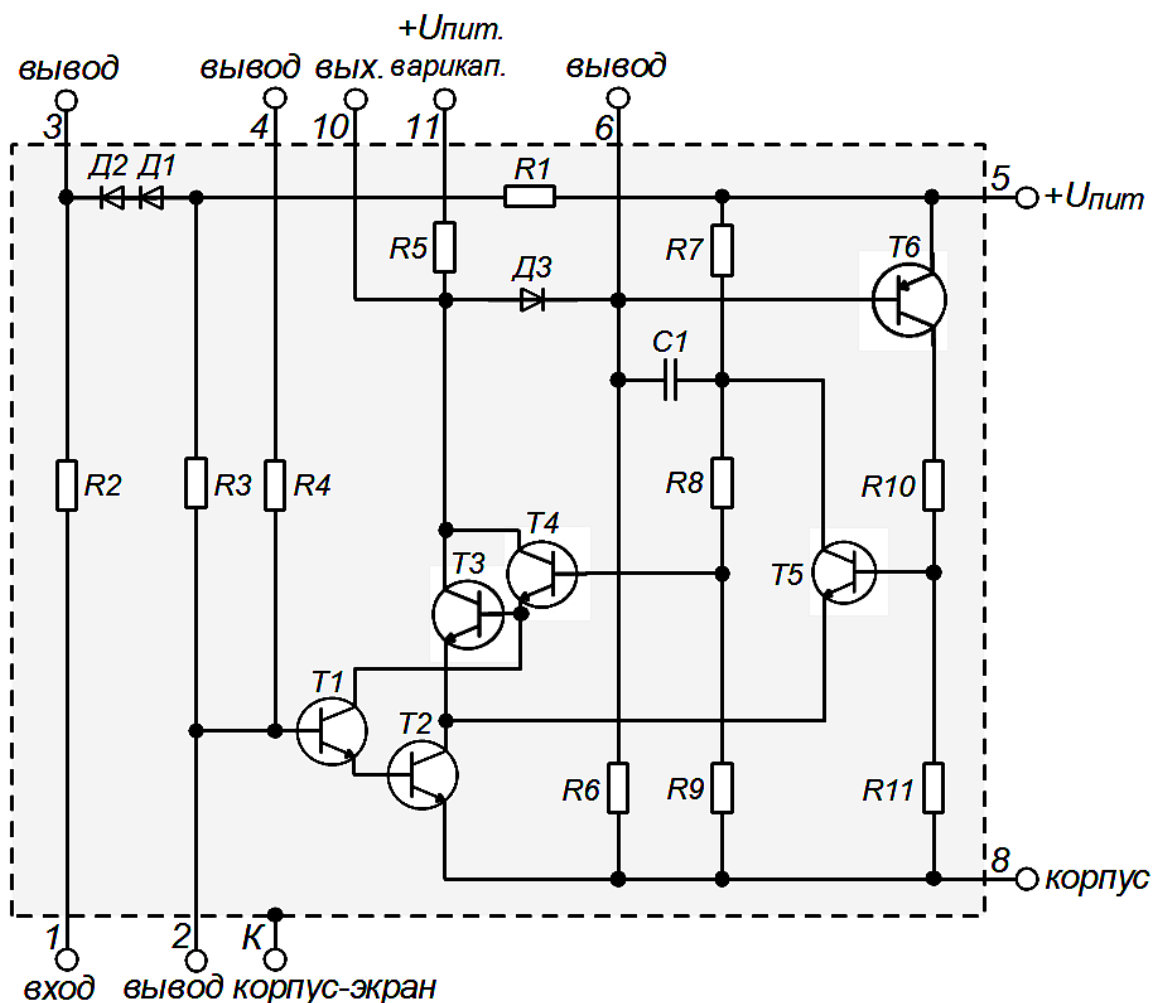 +Uпит.
вывод вывод вых. варикап. вывод
3 4 10 11 6
Д2 Д1 R1 5
+Uпит
R5 Д3 R7 T6
C1
R2 R3 R4 R8 R10
T4
T3 T5
T1
T2
R6 R9 R11
8
корпус
1 2 К
вход вывод корпус-экран